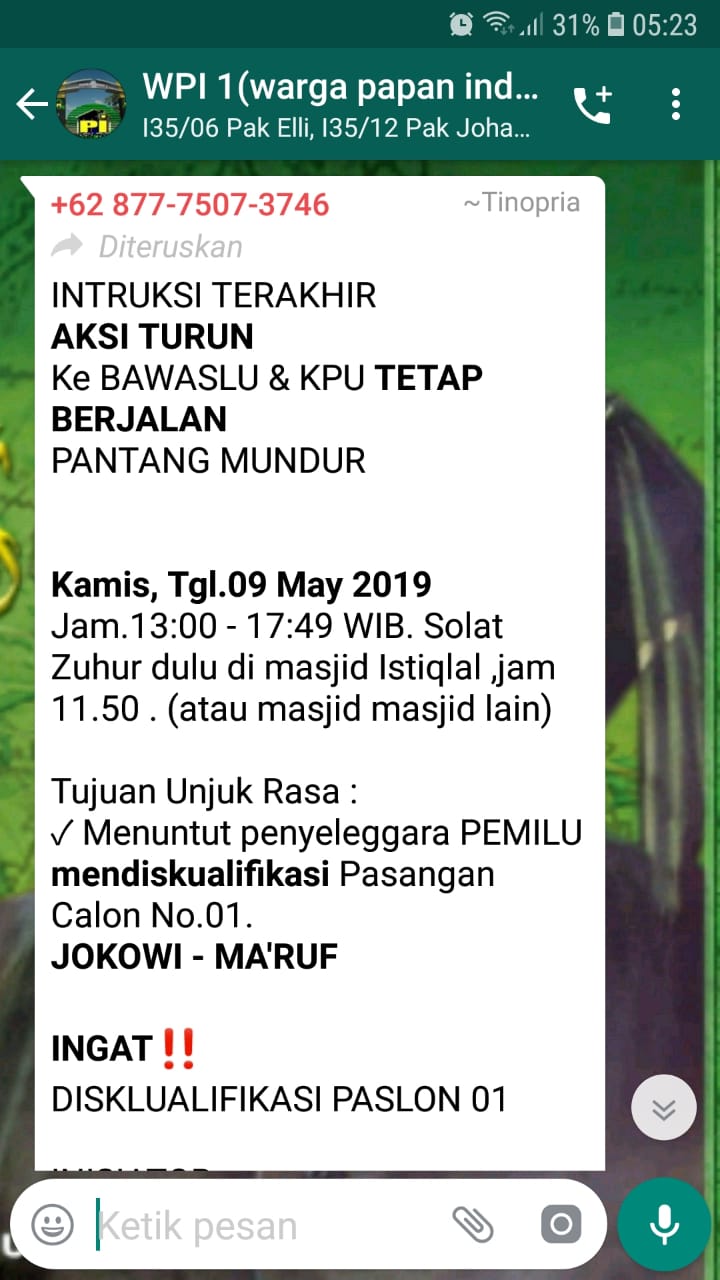 31% 05:23
WPI 1(warga papan ind...
I35/06 Pak Elli, I35/12 Pak Joha...
+62 877-7507-3746 ~Tinopria
Diteruskan
INTRUKSI TERAKHIR
AKSI TURUN
Ke BAWASLU & KPU TETAP
BERJALAN
PANTANG MUNDUR
Kamis, Tgl.09 May 2019
Jam.13:00 - 17:49 WIB. Solat
Zuhur dulu di masjid Istiqlal ,jam
11.50 . (atau masjid masjid lain)
Tujuan Unjuk Rasa :
✓ Menuntut penyeleggara PEMILU
mendiskualifikasi Pasangan
Calon No.01.
JOKOWI - MA'RUF
INGAT‼️
DISKLUALIFIKASI PASLON 01
Ketik pesan